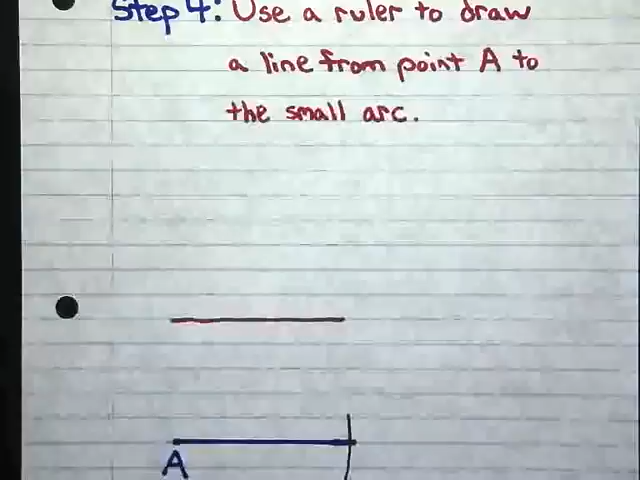 Step 4: Use a ruler to draw
a line from point A to
the small arc.
A